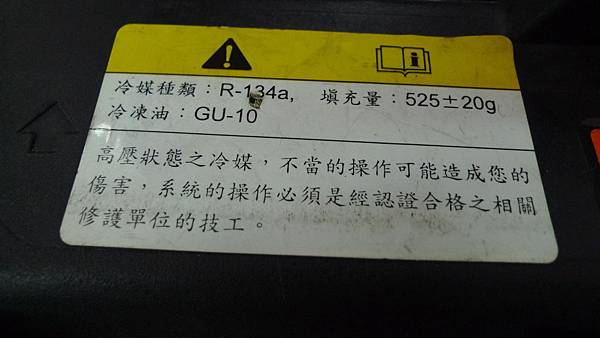 冷媒種類：R-134a, 填充量：525±20g
冷凍油：GU-10
高壓狀態之冷媒，不當的操作可能造成您的
傷害，系統的操作必須是經認證合格之相關
修護單位的技工。